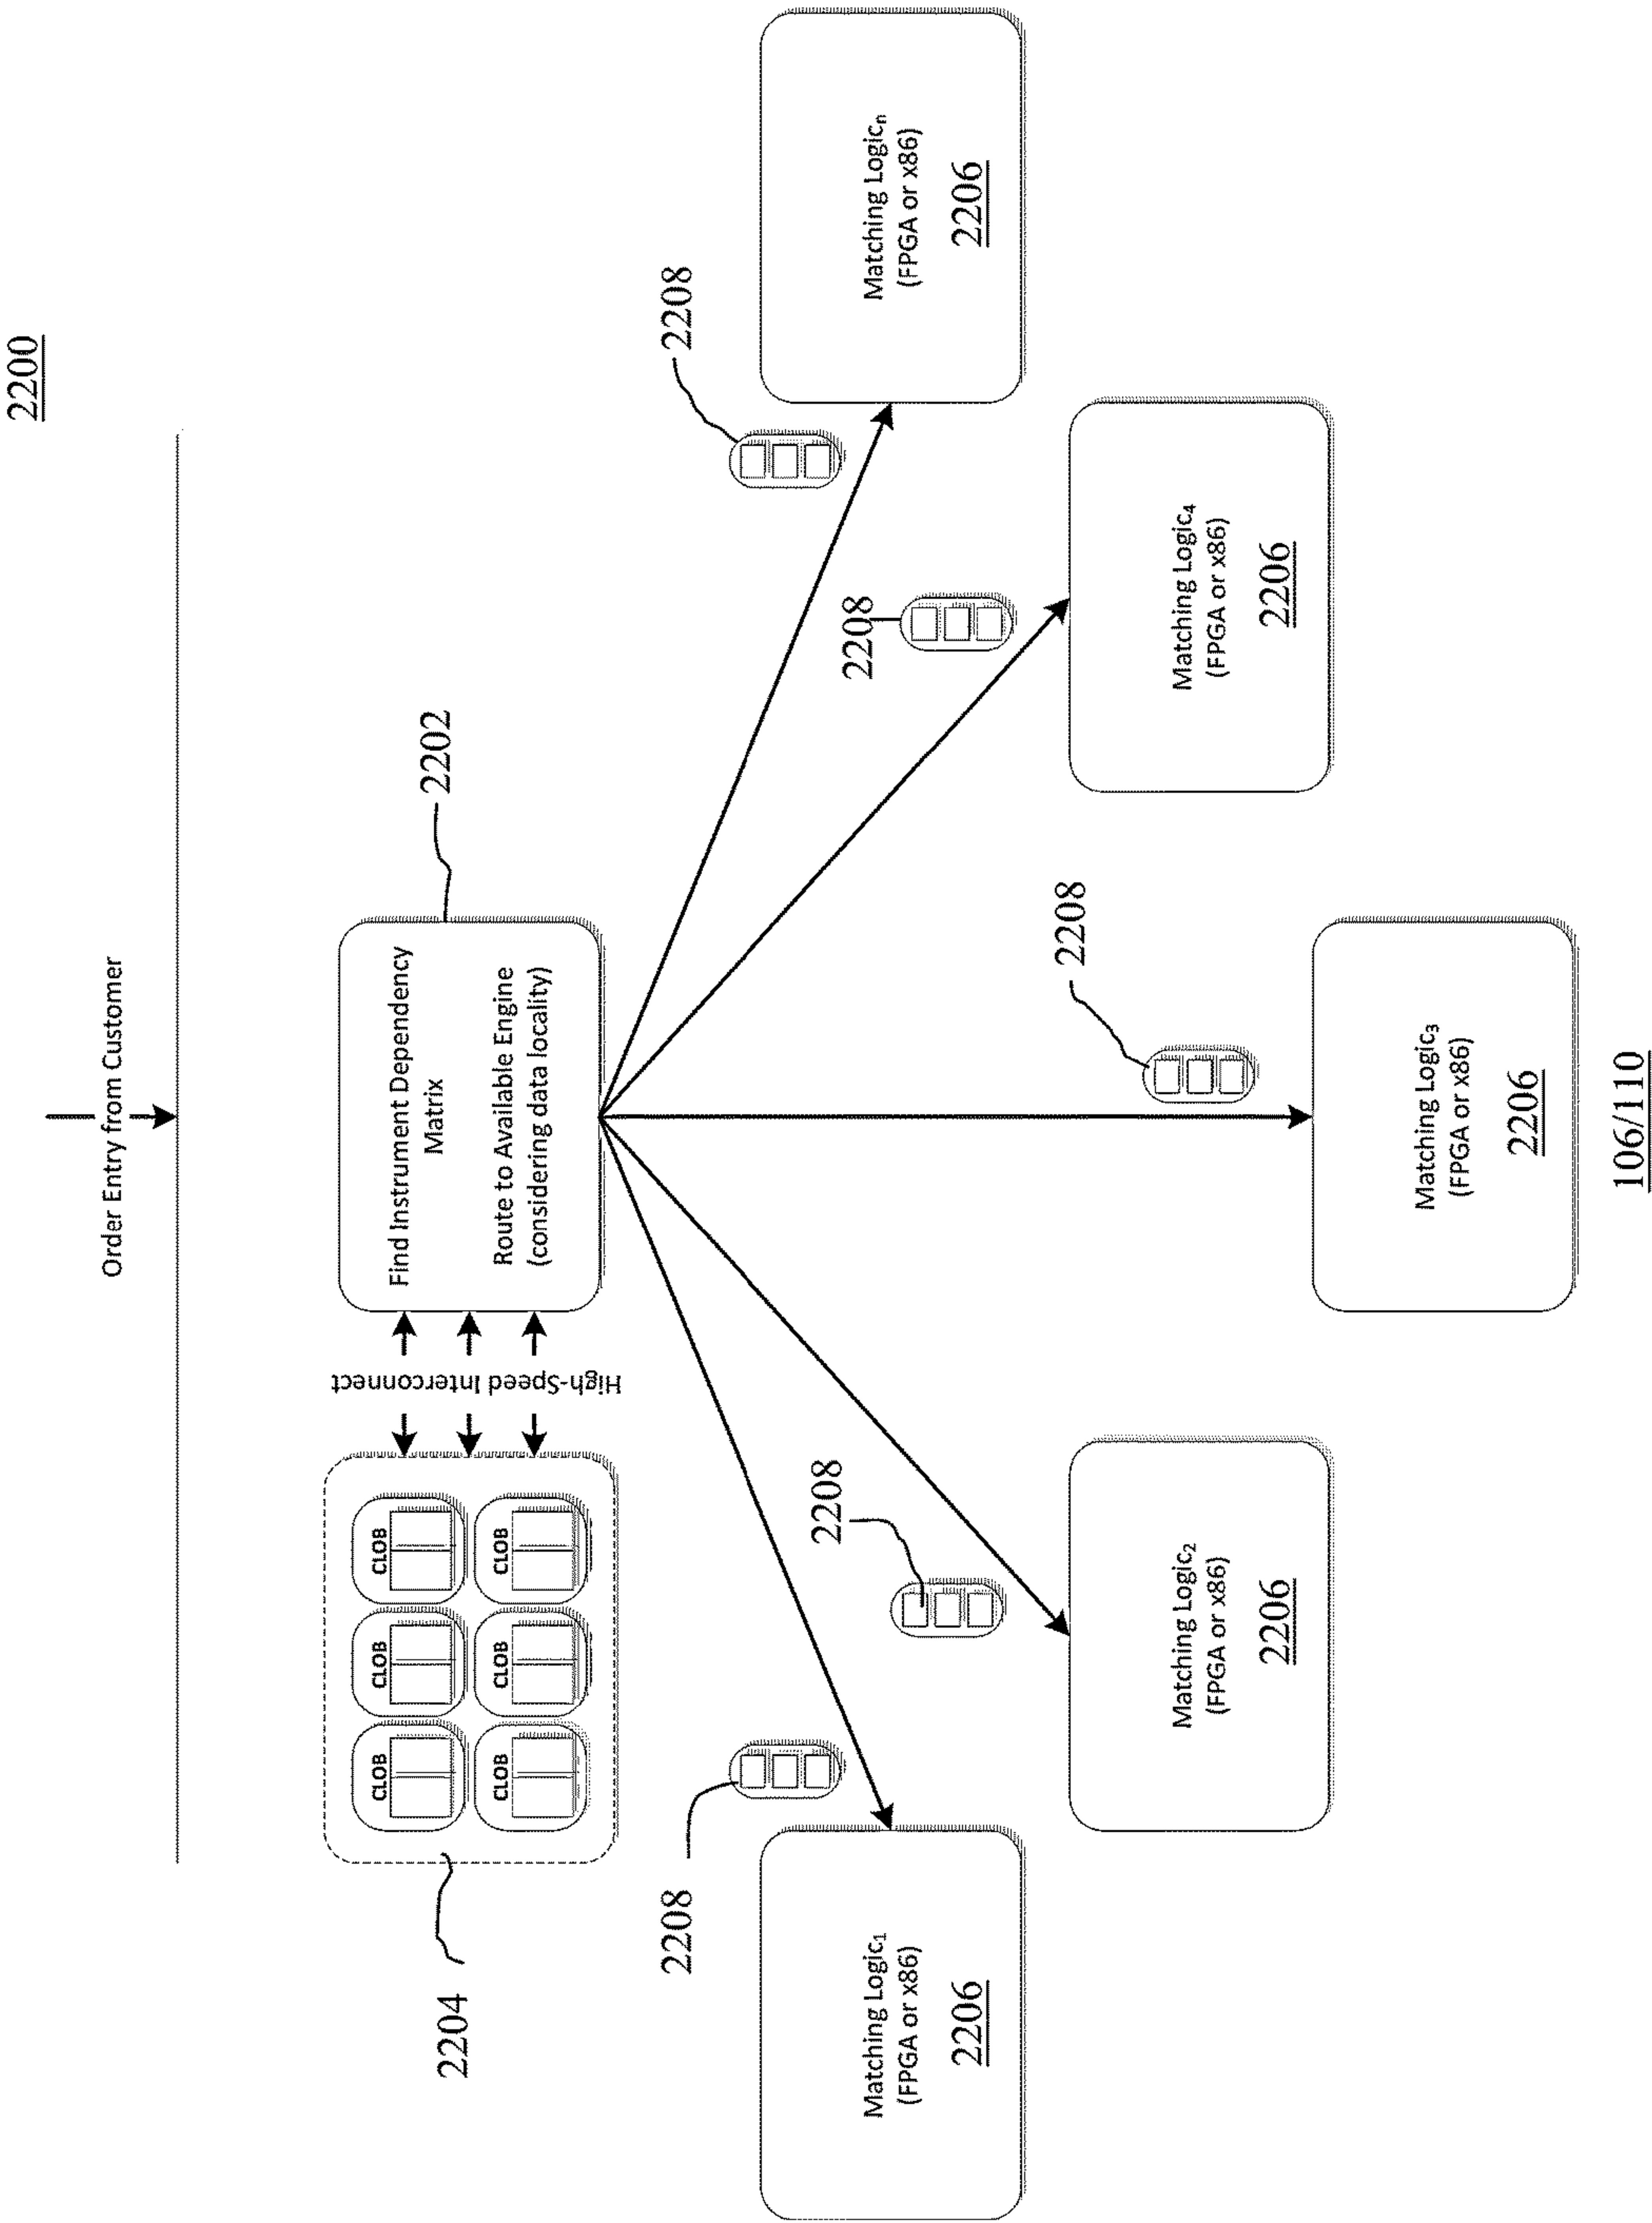 2200
Order Entry from Customer
2204
CLOB
CLOB
CLOB
CLOB
CLOB
CLOB
High-Speed Interconnect
Find Instrument Dependency
Matrix
Route to Available Engine
(considering data locality)
2202
2208
2208
2208
2208
2208
Matching Logic₁
(FPGA or x86)
2206
Matching Logic₂
(FPGA or x86)
2206
Matching Logic₃
(FPGA or x86)
2206
Matching Logic₄
(FPGA or x86)
2206
Matching Logicₙ
(FPGA or x86)
2206
106/110